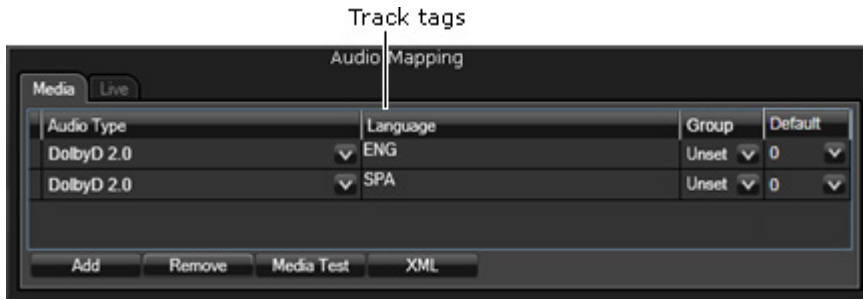 Track tags
Audio Mapping
Media Live
Audio Type Language Group Default
DolbyD 2.0 ENG Unset 0
DolbyD 2.0 SPA Unset 0
Add Remove Media Test XML